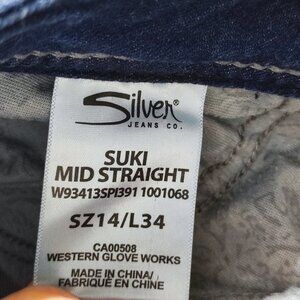 Silver®
JEANS CO.
SUKI
MID STRAIGHT
W93413SPI391 1001068
SZ14/L34
CA00508
WESTERN GLOVE WORKS
MADE IN CHINA/
FABRIQUÉ EN CHINE